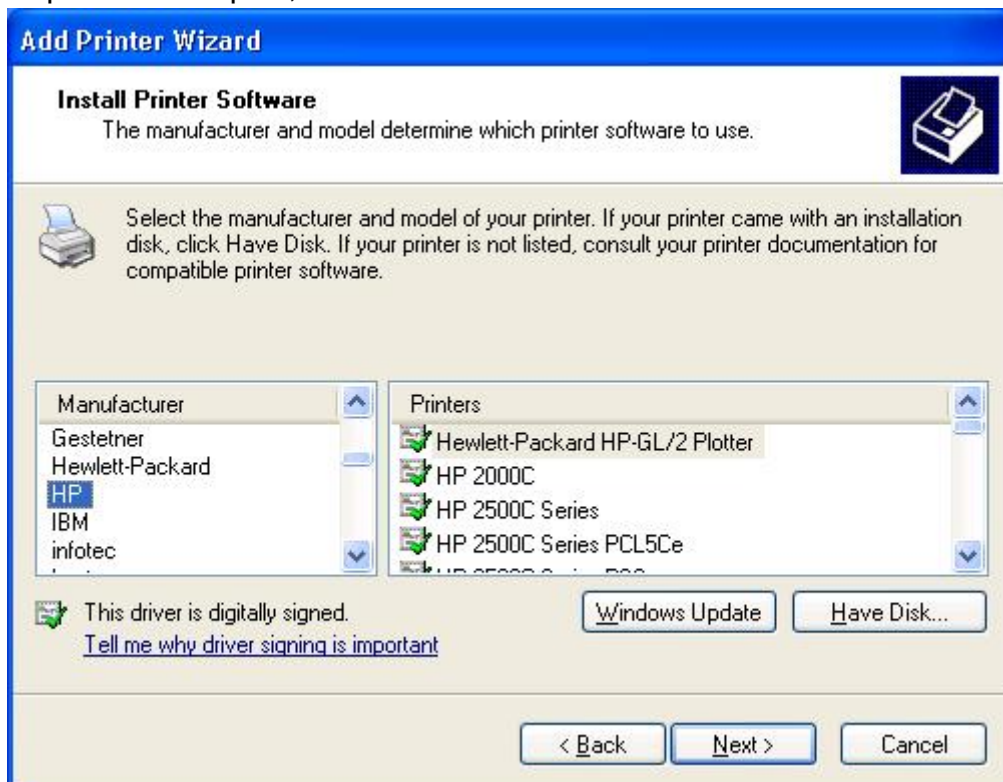 Add Printer Wizard
Install Printer Software
The manufacturer and model determine which printer software to use.
Select the manufacturer and model of your printer. If your printer came with an installation
disk, click Have Disk. If your printer is not listed, consult your printer documentation for
compatible printer software.
Manufacturer
Gestetner
Hewlett-Packard
HP
IBM
infotec
Printers
Hewlett-Packard HP-GL/2 Plotter
HP 2000C
HP 2500C Series
HP 2500C Series PCL5Ce
This driver is digitally signed.
Tell me why driver signing is important
Windows Update
Have Disk...
< Back
Next >
Cancel